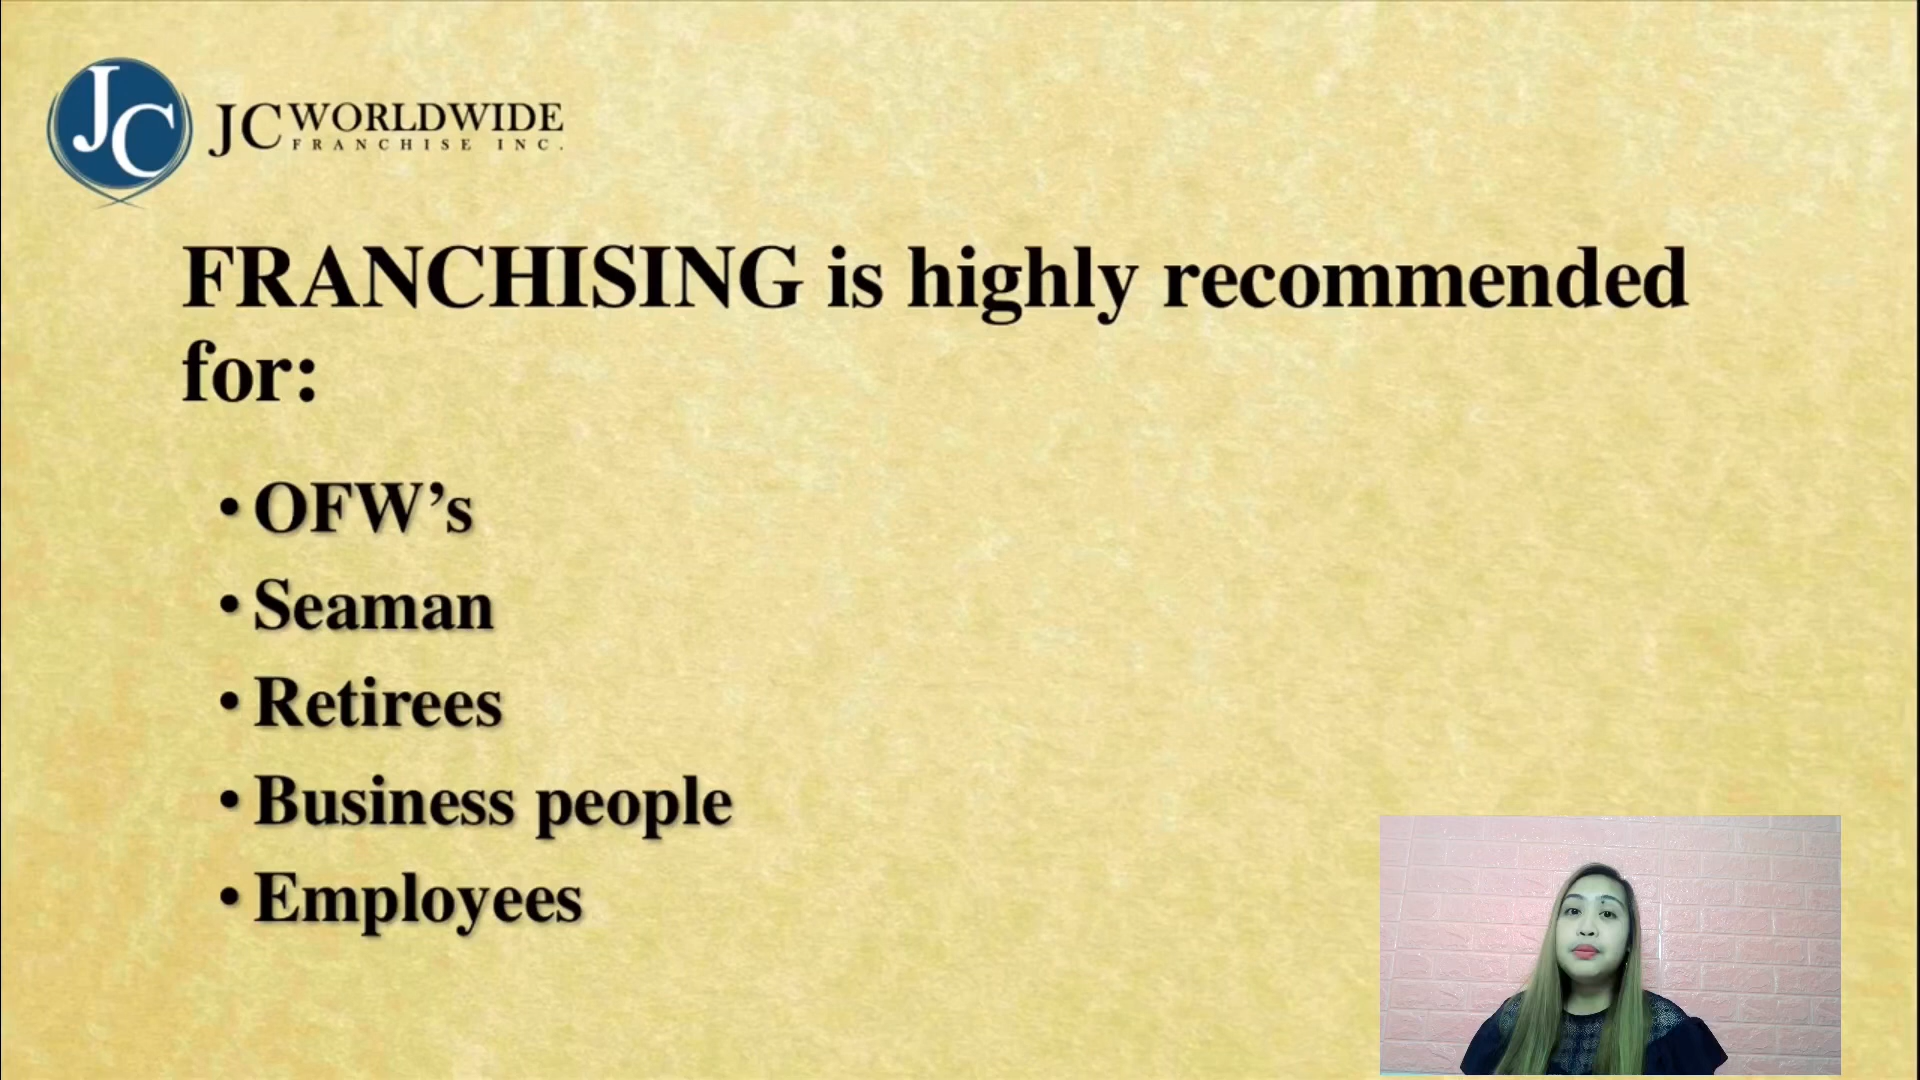 JC
JC WORLDWIDE
FRANCHISE INC.
FRANCHISING is highly recommended
for:
• OFW’s
• Seaman
• Retirees
• Business people
• Employees